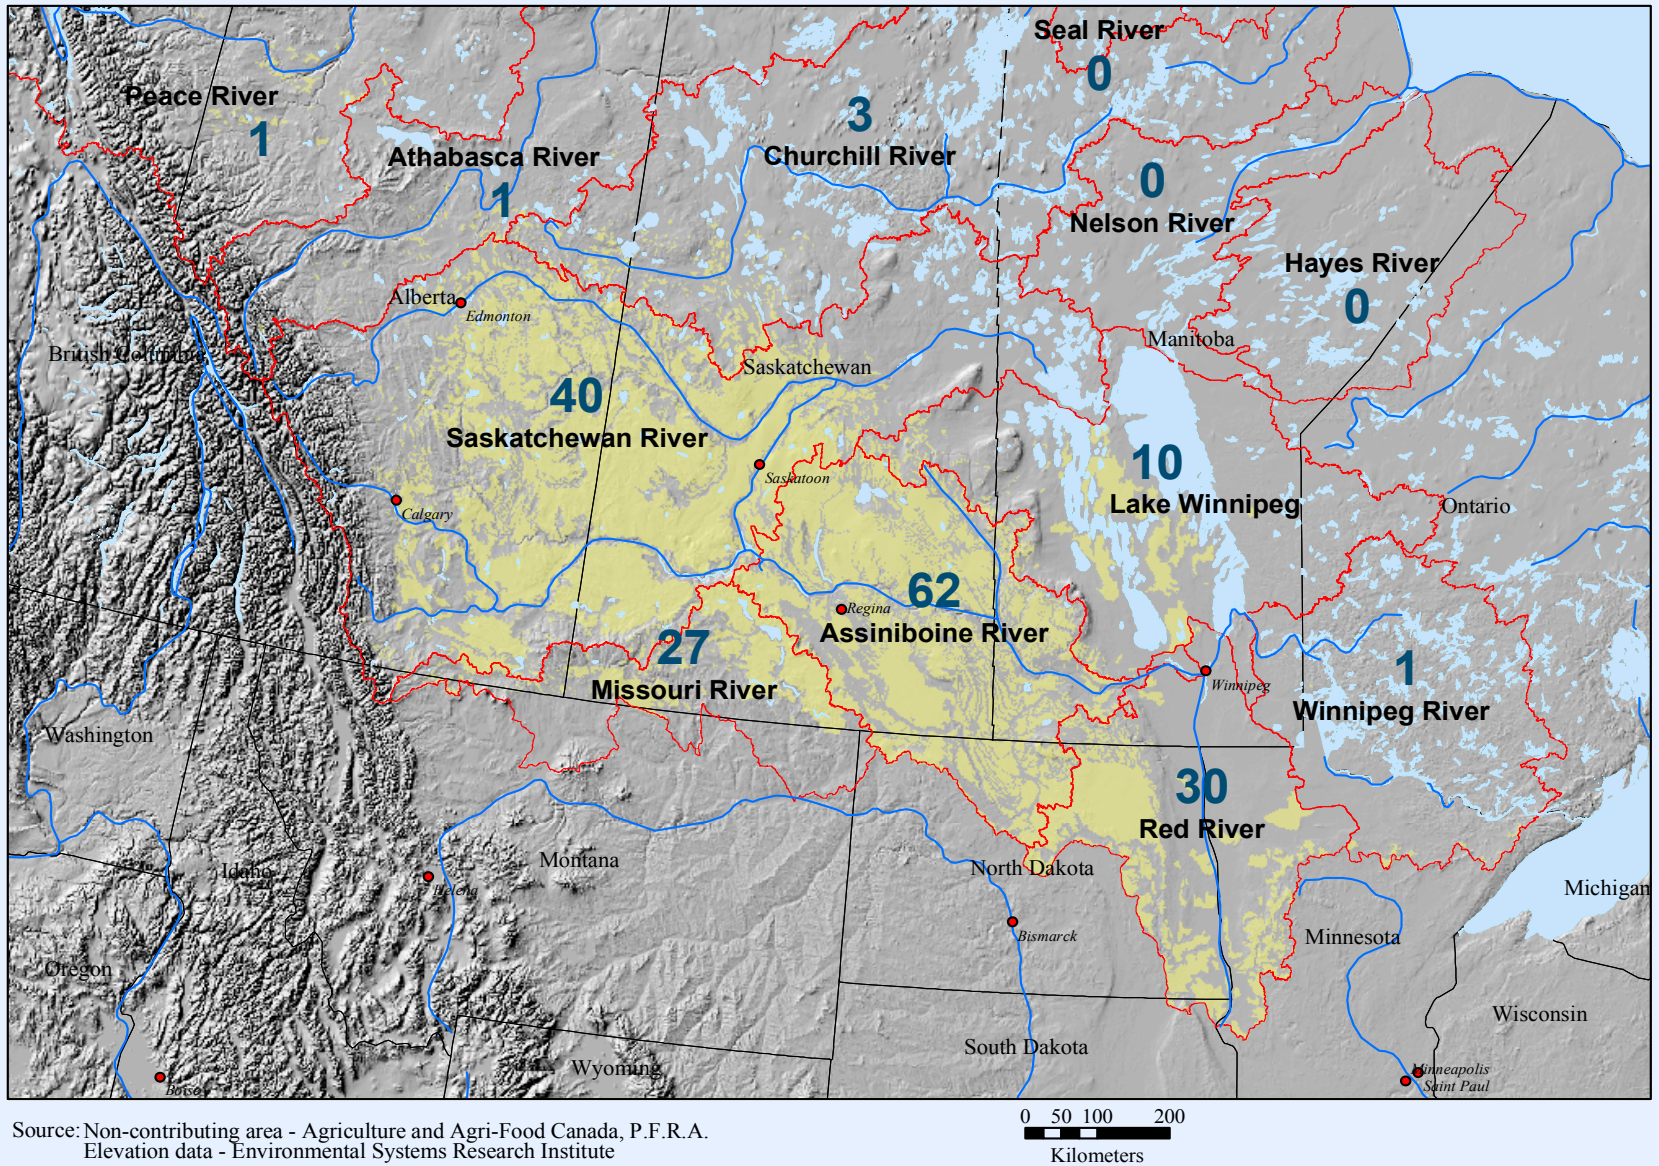 Seal River
0
Peace River
1
3
Churchill River
Athabasca River
1
0
Nelson River
Hayes River
0
Alberta
Edmonton
British Columbia
Manitoba
Saskatchewan
40
Saskatchewan River
Saskatoon
Calgary
10
Lake Winnipeg
Ontario
62
Regina
Assiniboine River
27
Missouri River
Winnipeg
1
Winnipeg River
Washington
30
Red River
Montana
Idaho
Helena
North Dakota
Michigan
Bismarck
Minnesota
Oregon
Wisconsin
South Dakota
Wyoming
Minneapolis
Saint Paul
Boise
0 50 100 200
Kilometers
Source: Non-contributing area - Agriculture and Agri-Food Canada, P.F.R.A.
Elevation data - Environmental Systems Research Institute